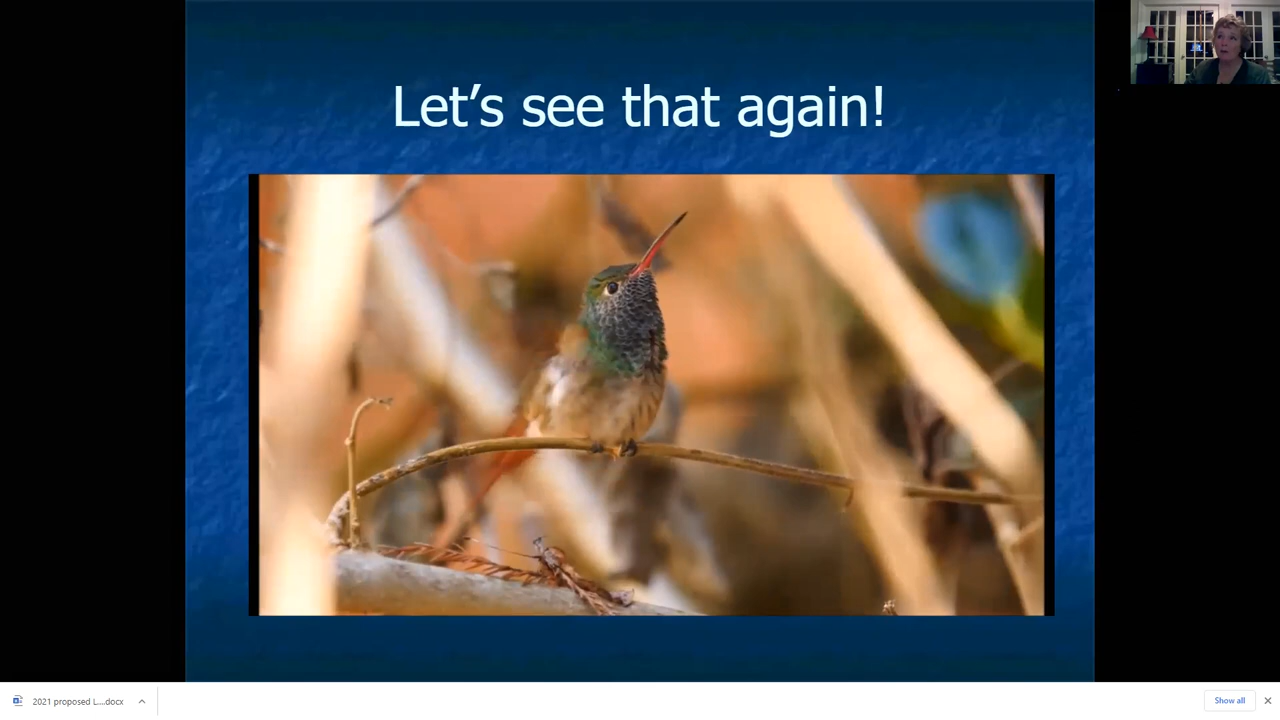 Let's see that again!
2021 proposed L....docx
Show all